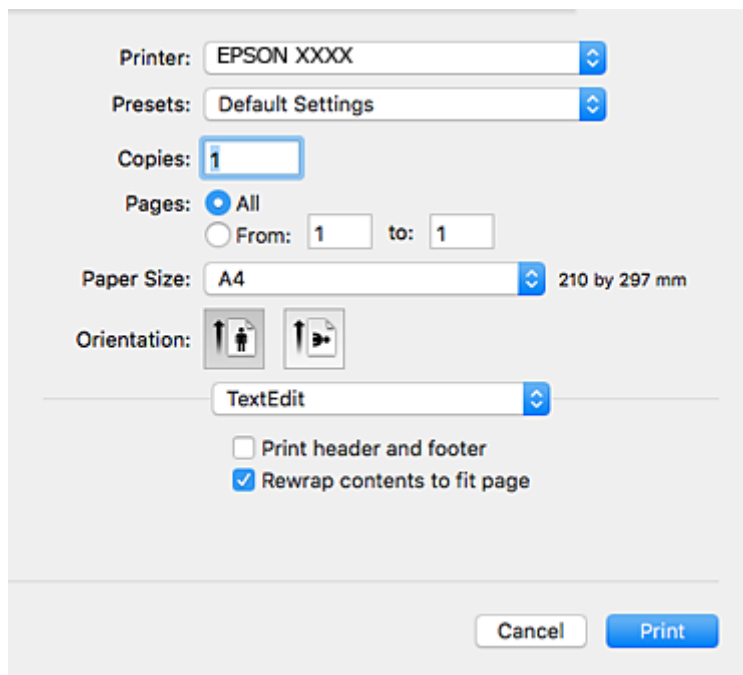 Printer: EPSON XXXX
Presets: Default Settings
Copies: 1
Pages: All
From: 1 to: 1
Paper Size: A4 210 by 297 mm
Orientation:
TextEdit
Print header and footer
Rewrap contents to fit page
Cancel Print